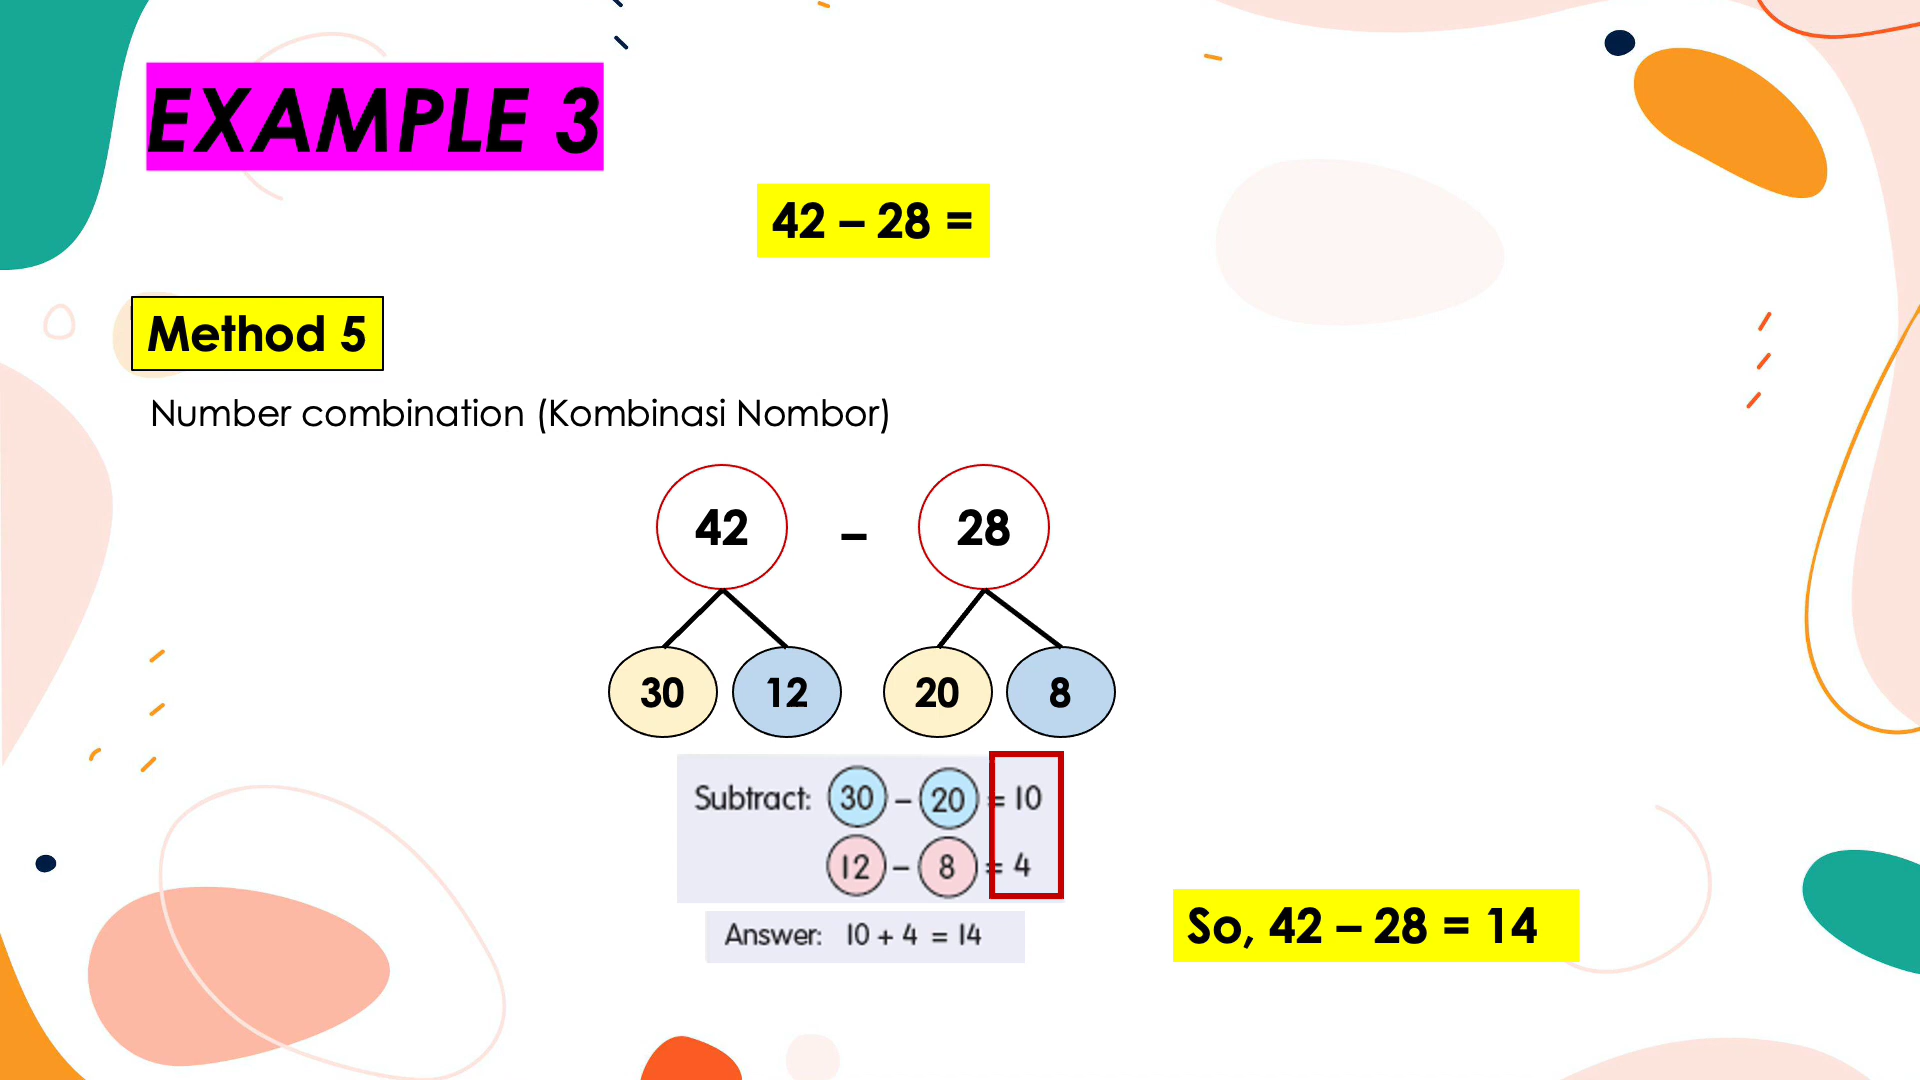 EXAMPLE 3
42 – 28 =
Method 5
Number combination (Kombinasi Nombor)
42 – 28
30 12 20 8
Subtract: 30 – 20 = 10
12 – 8 = 4
Answer: 10 + 4 = 14
So, 42 – 28 = 14